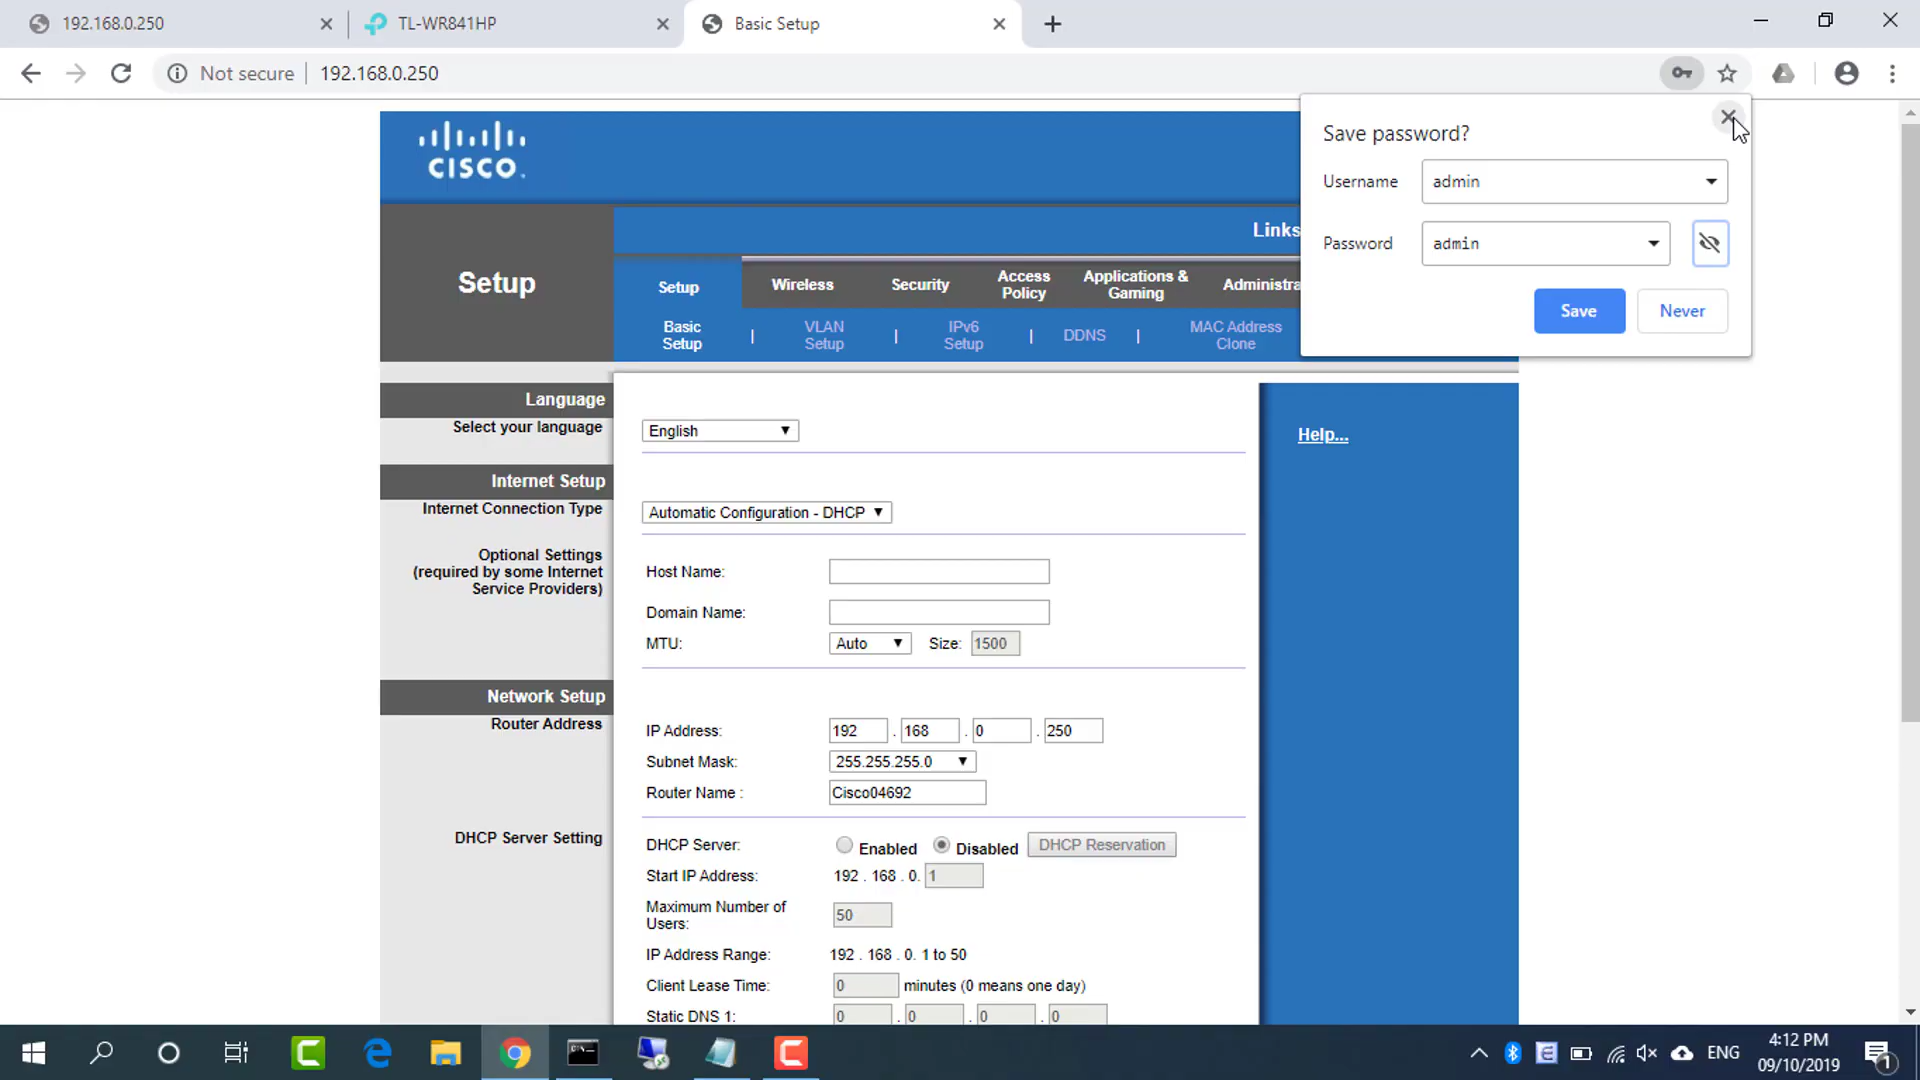 192.168.0.250
TL-WR841HP
Basic Setup
Not secure
192.168.0.250
CISCO
Save password?
Username
admin
Password
admin
Save
Never
Links
Setup
Setup
Wireless
Security
Access
Policy
Applications &
Gaming
Administra
Basic
Setup
VLAN
Setup
IPv6
Setup
DDNS
MAC Address
Clone
Language
Select your language
English
Help...
Internet Setup
Internet Connection Type
Automatic Configuration - DHCP
Optional Settings
(required by some Internet
Service Providers)
Host Name:
Domain Name:
MTU:
Auto
Size:
1500
Network Setup
Router Address
IP Address:
192 . 168 . 0 . 250
Subnet Mask:
255.255.255.0
Router Name :
Cisco04692
DHCP Server Setting
DHCP Server:
Enabled
Disabled
DHCP Reservation
Start IP Address:
192 . 168 . 0. 1
Maximum Number of
Users:
50
IP Address Range:
192 . 168 . 0. 1 to 50
Client Lease Time:
0
minutes (0 means one day)
Static DNS 1:
0 . 0 . 0 . 0
ENG
4:12 PM
09/10/2019
1